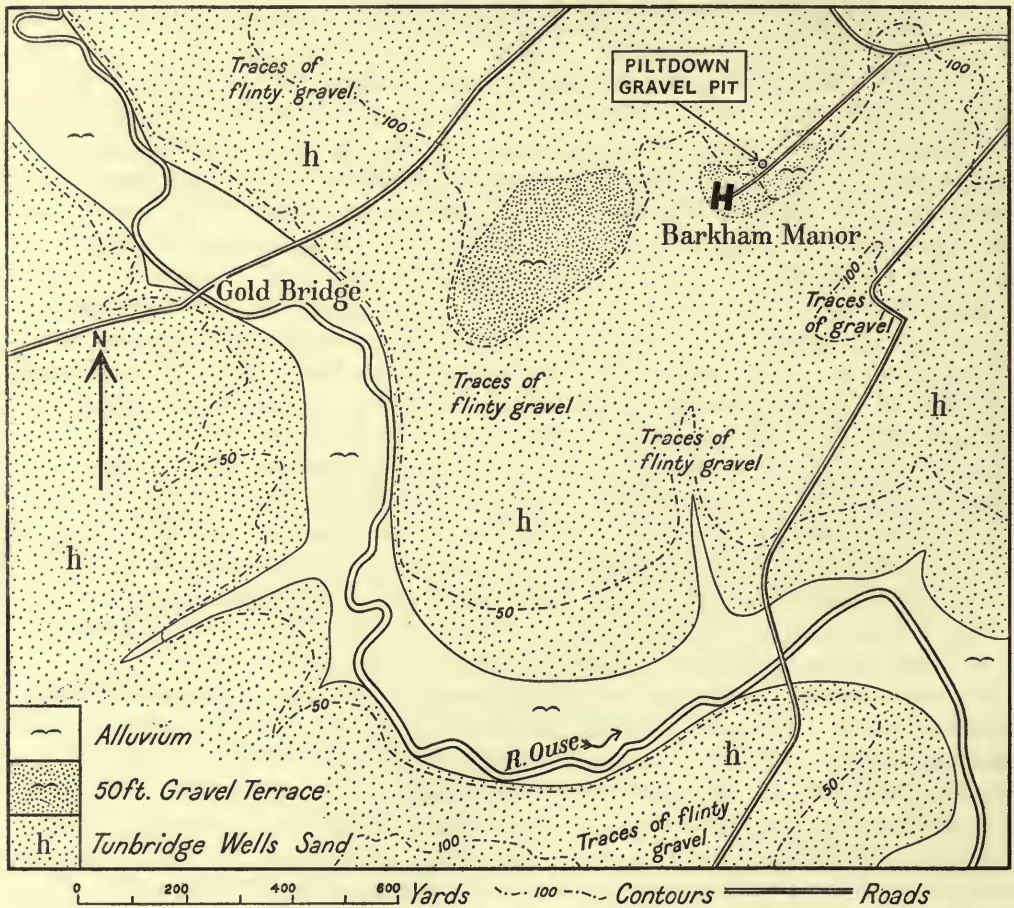 Traces of
flinty gravel
100
h
PILTDOWN
GRAVEL PIT
100
Barkham Manor
Gold Bridge
100
Traces
of gravel
N
Traces of
flinty gravel
h
Traces of
flinty gravel
50
h
h
50
50
R. Ouse
h
50
Traces of flinty
gravel
100
Alluvium
50ft. Gravel Terrace
h Tunbridge Wells Sand
0 200 400 600 Yards 100 Contours Roads